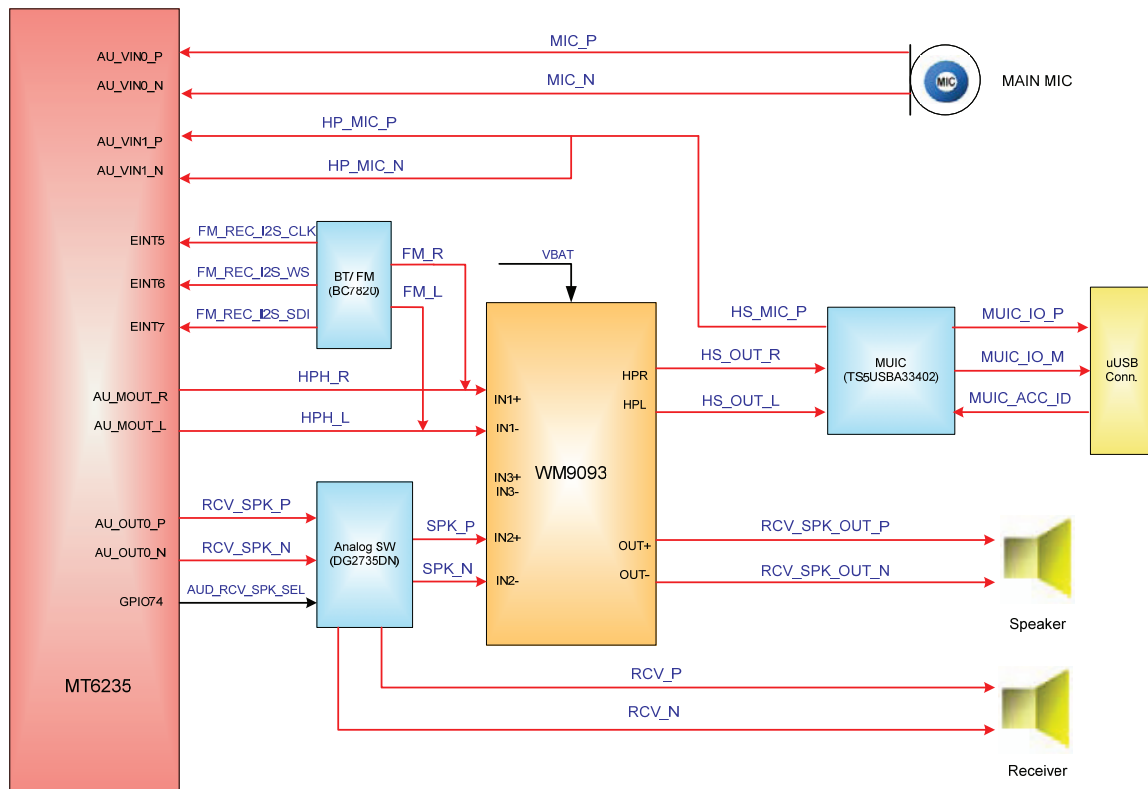 AU_VIN0_P
MIC_P
AU_VIN0_N
MIC_N
MIC
MAIN MIC
AU_VIN1_P
HP_MIC_P
AU_VIN1_N
HP_MIC_N
EINT5
FM_REC_I2S_CLK
EINT6
FM_REC_I2S_WS
EINT7
FM_REC_I2S_SDI
BT/ FM
(BC7820)
FM_R
FM_L
VBAT
AU_MOUT_R
HPH_R
AU_MOUT_L
HPH_L
IN1+
IN1-
IN3+
IN3-
IN2+
IN2-
WM9093
HPR
HPL
OUT+
OUT-
HS_MIC_P
HS_OUT_R
HS_OUT_L
MUIC
(TS5USBA33402)
MUIC_IO_P
MUIC_IO_M
MUIC_ACC_ID
uUSB
Conn.
AU_OUT0_P
RCV_SPK_P
AU_OUT0_N
RCV_SPK_N
GPIO74
AUD_RCV_SPK_SEL
Analog SW
(DG2735DN)
SPK_P
SPK_N
RCV_SPK_OUT_P
RCV_SPK_OUT_N
Speaker
MT6235
RCV_P
RCV_N
Receiver